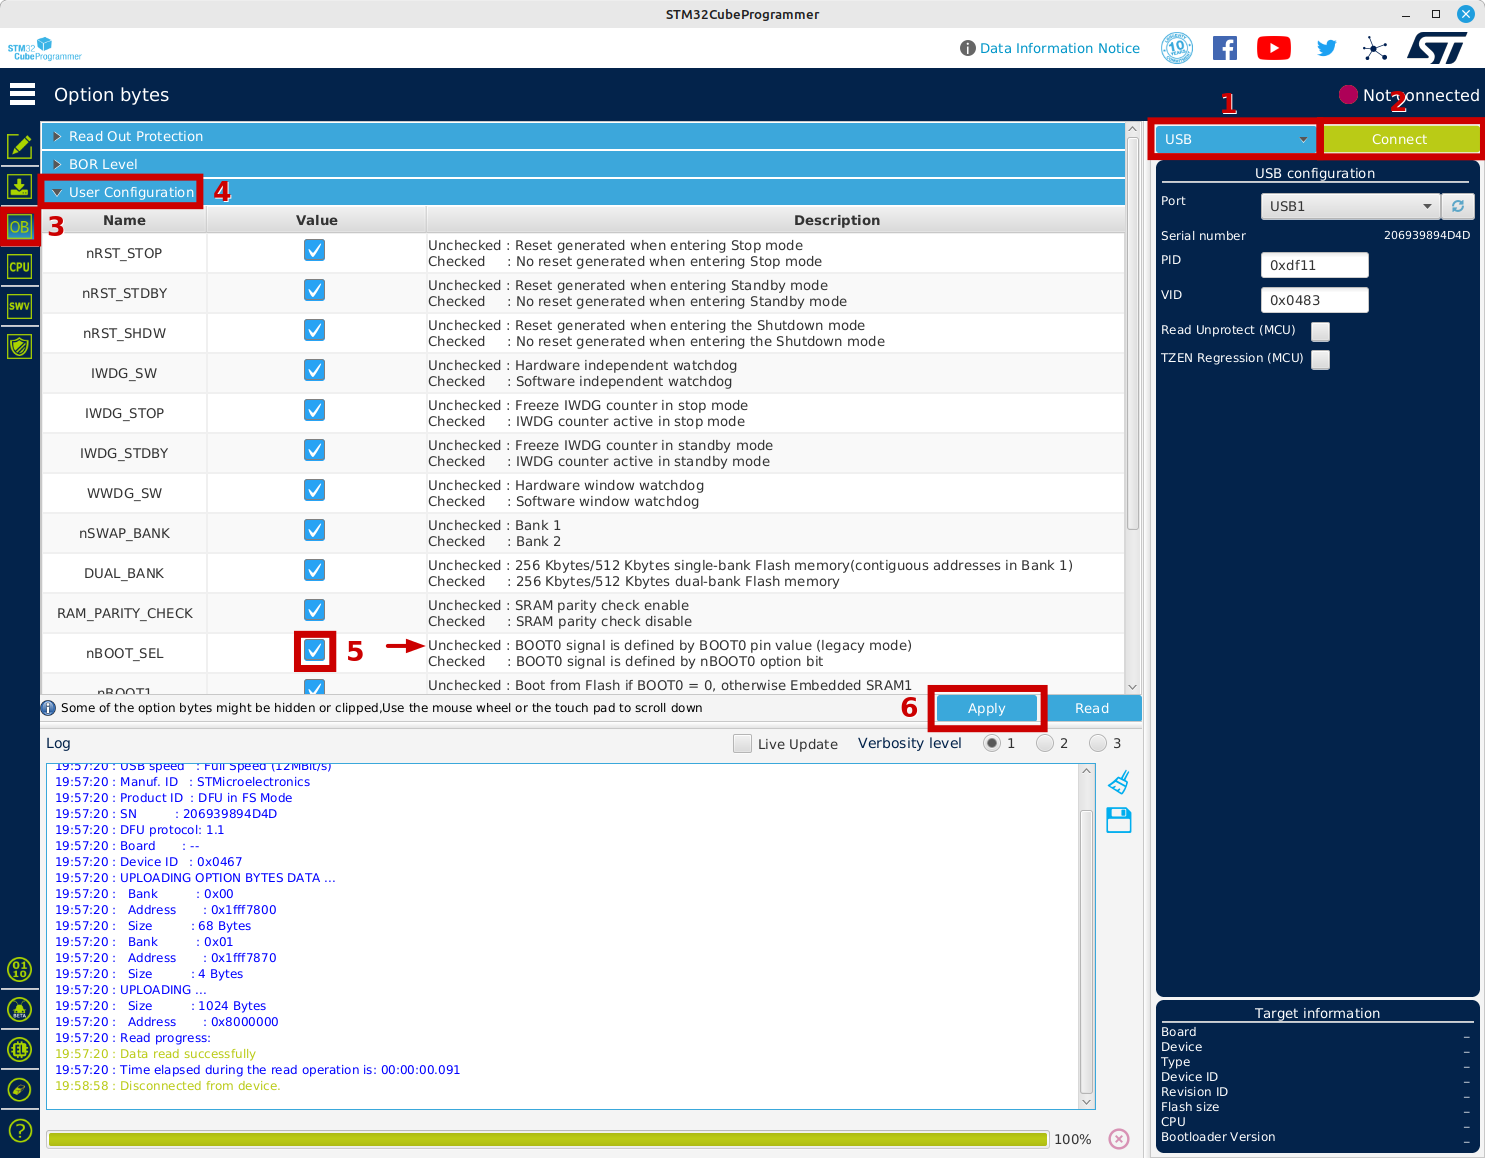 STM32CubeProgrammer
STM32
CubeProgrammer
Data Information Notice
10
Option bytes
Not connected
1
2
USB
Connect
Read Out Protection
BOR Level
User Configuration
4
3
OB
CPU
SWV
Name Value Description
nRST_STOP
Unchecked : Reset generated when entering Stop mode
Checked : No reset generated when entering Stop mode
nRST_STDBY
Unchecked : Reset generated when entering Standby mode
Checked : No reset generated when entering Standby mode
nRST_SHDW
Unchecked : Reset generated when entering the Shutdown mode
Checked : No reset generated when entering the Shutdown mode
IWDG_SW
Unchecked : Hardware independent watchdog
Checked : Software independent watchdog
IWDG_STOP
Unchecked : Freeze IWDG counter in stop mode
Checked : IWDG counter active in stop mode
IWDG_STDBY
Unchecked : Freeze IWDG counter in standby mode
Checked : IWDG counter active in standby mode
WWDG_SW
Unchecked : Hardware window watchdog
Checked : Software window watchdog
nSWAP_BANK
Unchecked : Bank 1
Checked : Bank 2
DUAL_BANK
Unchecked : 256 Kbytes/512 Kbytes single-bank Flash memory(contiguous addresses in Bank 1)
Checked : 256 Kbytes/512 Kbytes dual-bank Flash memory
RAM_PARITY_CHECK
Unchecked : SRAM parity check enable
Checked : SRAM parity check disable
nBOOT_SEL
5
Unchecked : BOOT0 signal is defined by BOOT0 pin value (legacy mode)
Checked : BOOT0 signal is defined by nBOOT0 option bit
nBOOT1
Unchecked : Boot from Flash if BOOT0 = 0, otherwise Embedded SRAM1
Some of the option bytes might be hidden or clipped,Use the mouse wheel or the touch pad to scroll down
6
Apply
Read
Log
Live Update
Verbosity level 1 2 3
19:57:20 : USB speed : Full Speed (12MBit/s)
19:57:20 : Manuf. ID : STMicroelectronics
19:57:20 : Product ID : DFU in FS Mode
19:57:20 : SN : 206939894D4D
19:57:20 : DFU protocol: 1.1
19:57:20 : Board : --
19:57:20 : Device ID : 0x0467
19:57:20 : UPLOADING OPTION BYTES DATA ...
19:57:20 : Bank : 0x00
19:57:20 : Address : 0x1fff7800
19:57:20 : Size : 68 Bytes
19:57:20 : Bank : 0x01
19:57:20 : Address : 0x1fff7870
19:57:20 : Size : 4 Bytes
19:57:20 : UPLOADING ...
19:57:20 : Size : 1024 Bytes
19:57:20 : Address : 0x8000000
19:57:20 : Read progress:
19:57:20 : Data read successfully
19:57:20 : Time elapsed during the read operation is: 00:00:00.091
19:58:58 : Disconnected from device.
100%
USB configuration
Port USB1
Serial number 206939894D4D
PID 0xdf11
VID 0x0483
Read Unprotect (MCU)
TZEN Regression (MCU)
Target information
Board –
Device –
Type –
Device ID –
Revision ID –
Flash size –
CPU –
Bootloader Version –
01
10
BETA
?